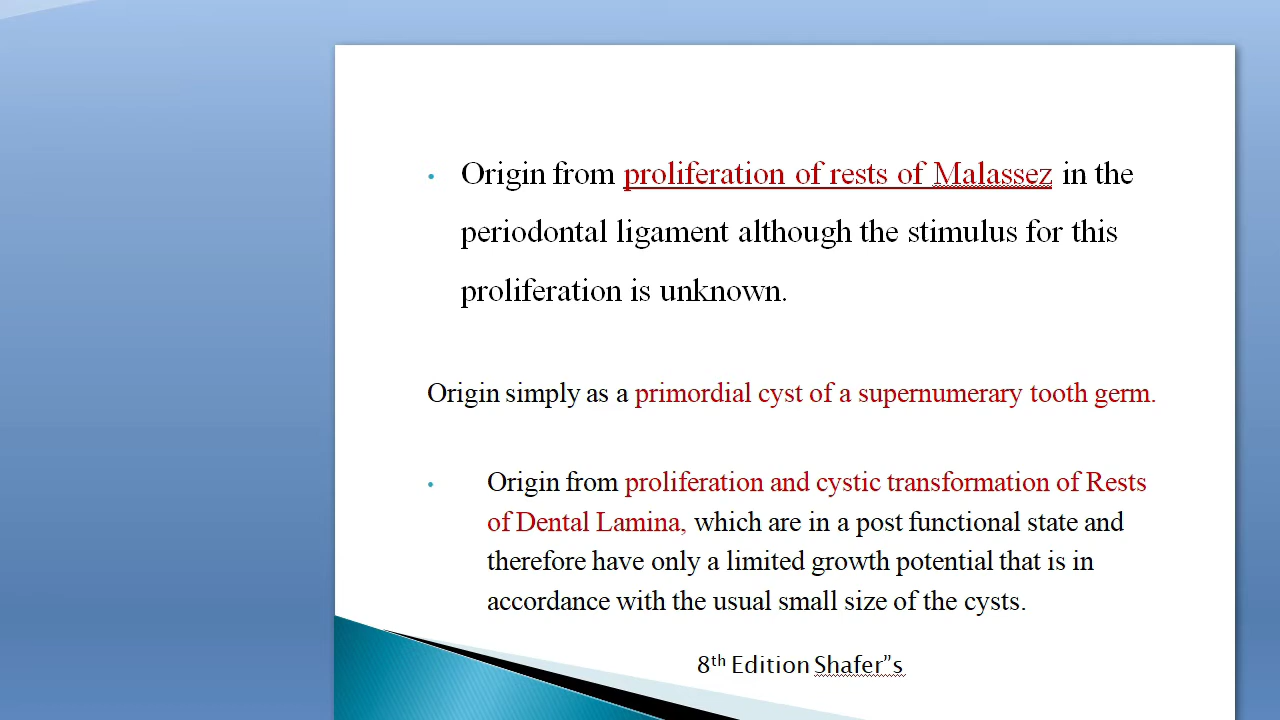 • Origin from proliferation of rests of Malassez in the
periodontal ligament although the stimulus for this
proliferation is unknown.
Origin simply as a primordial cyst of a supernumerary tooth germ.
• Origin from proliferation and cystic transformation of Rests
of Dental Lamina, which are in a post functional state and
therefore have only a limited growth potential that is in
accordance with the usual small size of the cysts.
8th Edition Shafer”s